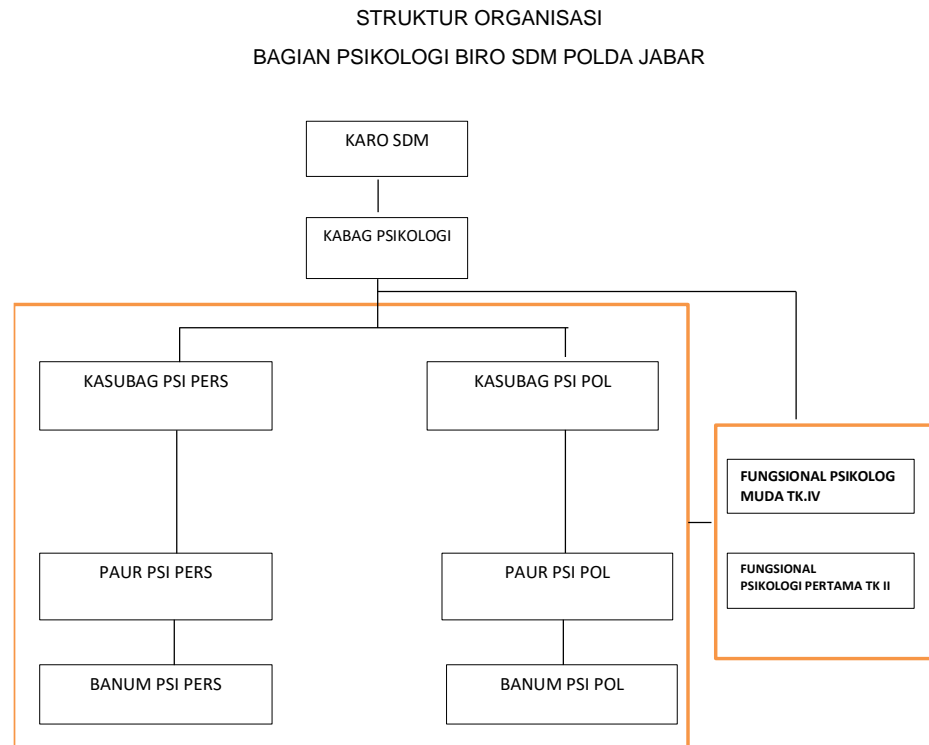 STRUKTUR ORGANISASI
BAGIAN PSIKOLOGI BIRO SDM POLDA JABAR
KARO SDM
KABAG PSIKOLOGI
KASUBAG PSI PERS
KASUBAG PSI POL
FUNGSIONAL PSIKOLOG
MUDA TK.IV
PAUR PSI PERS
PAUR PSI POL
FUNGSIONAL
PSIKOLOGI PERTAMA TK II
BANUM PSI PERS
BANUM PSI POL